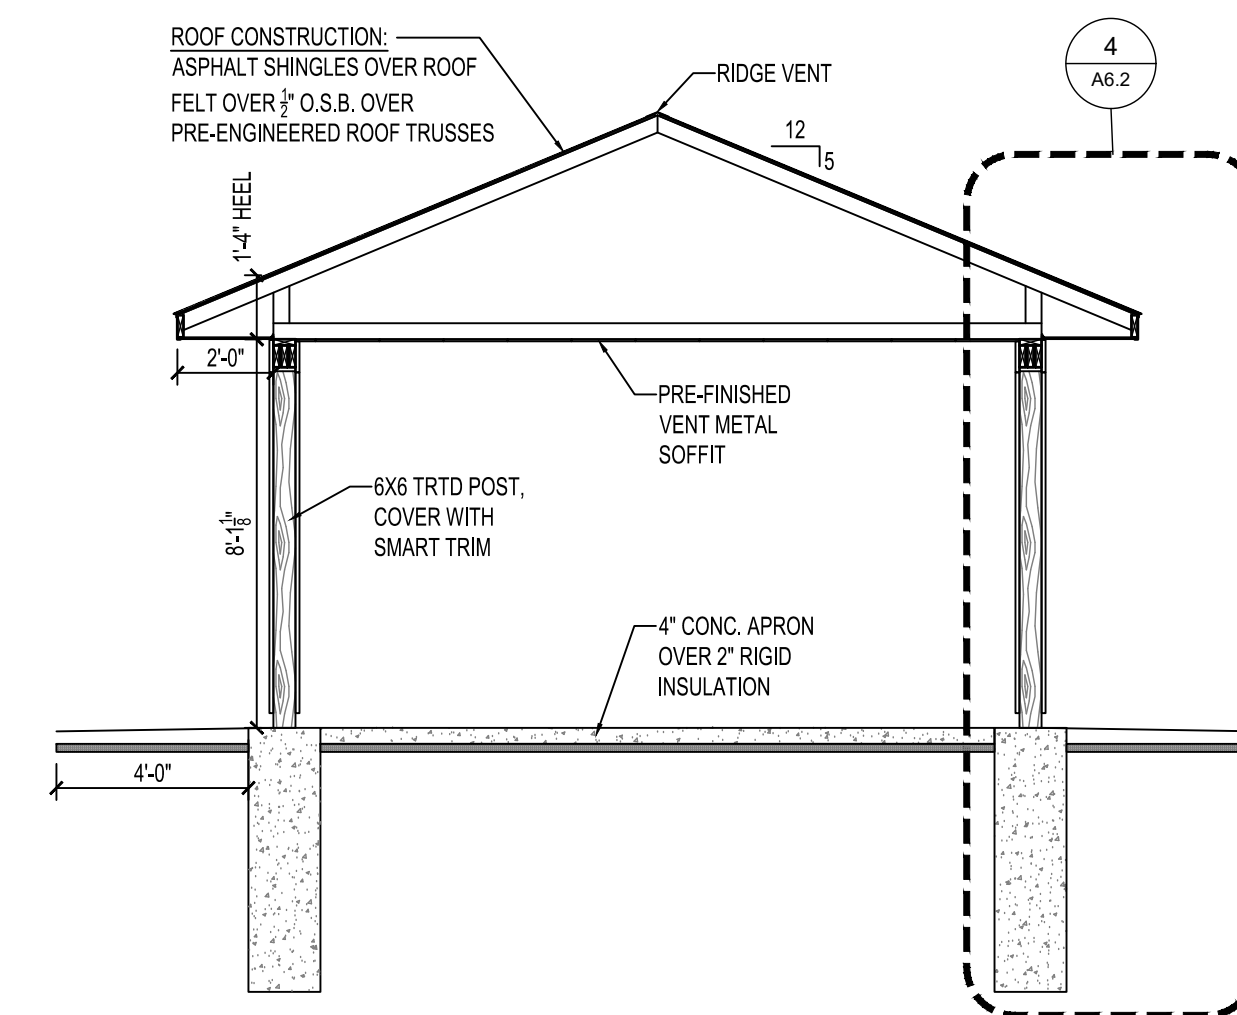 ROOF CONSTRUCTION:
ASPHALT SHINGLES OVER ROOF
FELT OVER 1/2" O.S.B. OVER
PRE-ENGINEERED ROOF TRUSSES
RIDGE VENT
4
A6.2
12
5
1'-4" HEEL
2'-0"
PRE-FINISHED
VENT METAL
SOFFIT
6X6 TRTD POST,
COVER WITH
SMART TRIM
8'-1 1/8"
4" CONC. APRON
OVER 2" RIGID
INSULATION
4'-0"